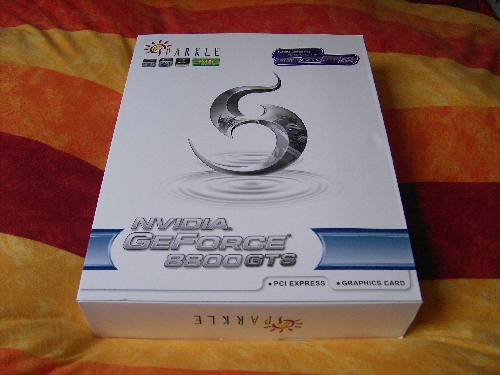 SPARKLE
NVIDIA
GEFORCE
8800GTS
• PCI EXPRESS • GRAPHICS CARD
SPARKLE